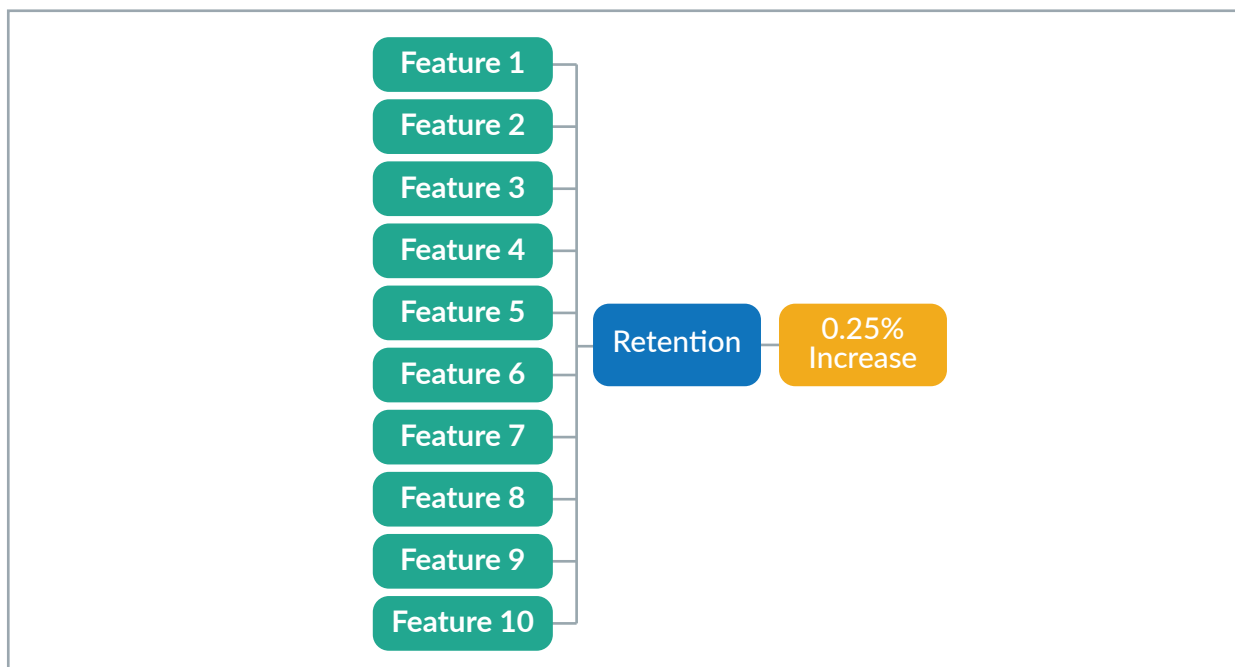 Feature 1
Feature 2
Feature 3
Feature 4
Feature 5
Feature 6
Feature 7
Feature 8
Feature 9
Feature 10
Retention
0.25%
Increase